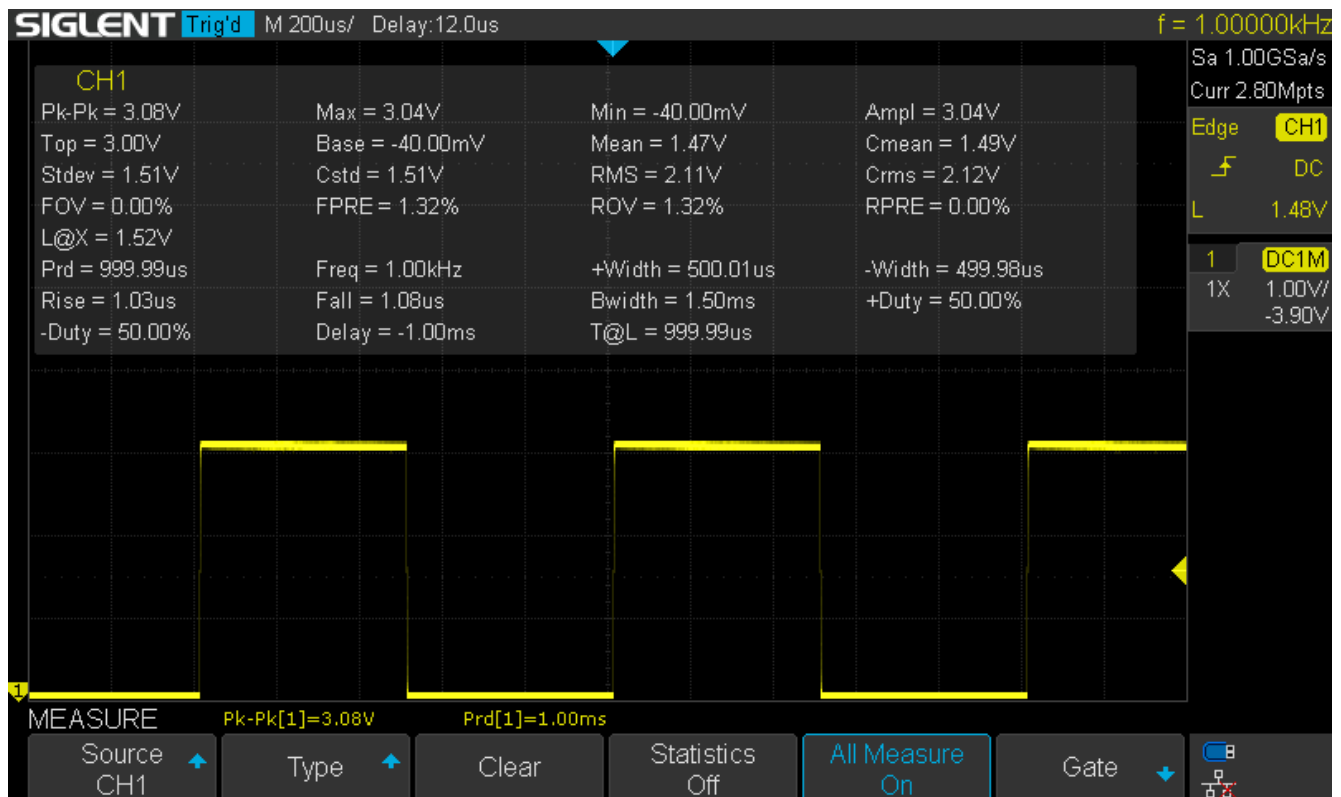 SIGLENT Trig'd M 200us/ Delay:12.0us f = 1.00000kHz
Sa 1.00GSa/s
Curr 2.80Mpts
CH1
Pk-Pk = 3.08V Max = 3.04V Min = -40.00mV Ampl = 3.04V
Top = 3.00V Base = -40.00mV Mean = 1.47V Cmean = 1.49V
Stdev = 1.51V Cstd = 1.51V RMS = 2.11V Crms = 2.12V
FOV = 0.00% FPRE = 1.32% ROV = 1.32% RPRE = 0.00%
L@X = 1.52V
Prd = 999.99us Freq = 1.00kHz +Width = 500.01us -Width = 499.98us
Rise = 1.03us Fall = 1.08us Bwidth = 1.50ms +Duty = 50.00%
-Duty = 50.00% Delay = -1.00ms T@L = 999.99us
Edge CH1
DC
L 1.48V
1 DC1M
1X 1.00V/
-3.90V
1
MEASURE Pk-Pk[1]=3.08V Prd[1]=1.00ms
Source
CH1
Type
Clear
Statistics
Off
All Measure
On
Gate